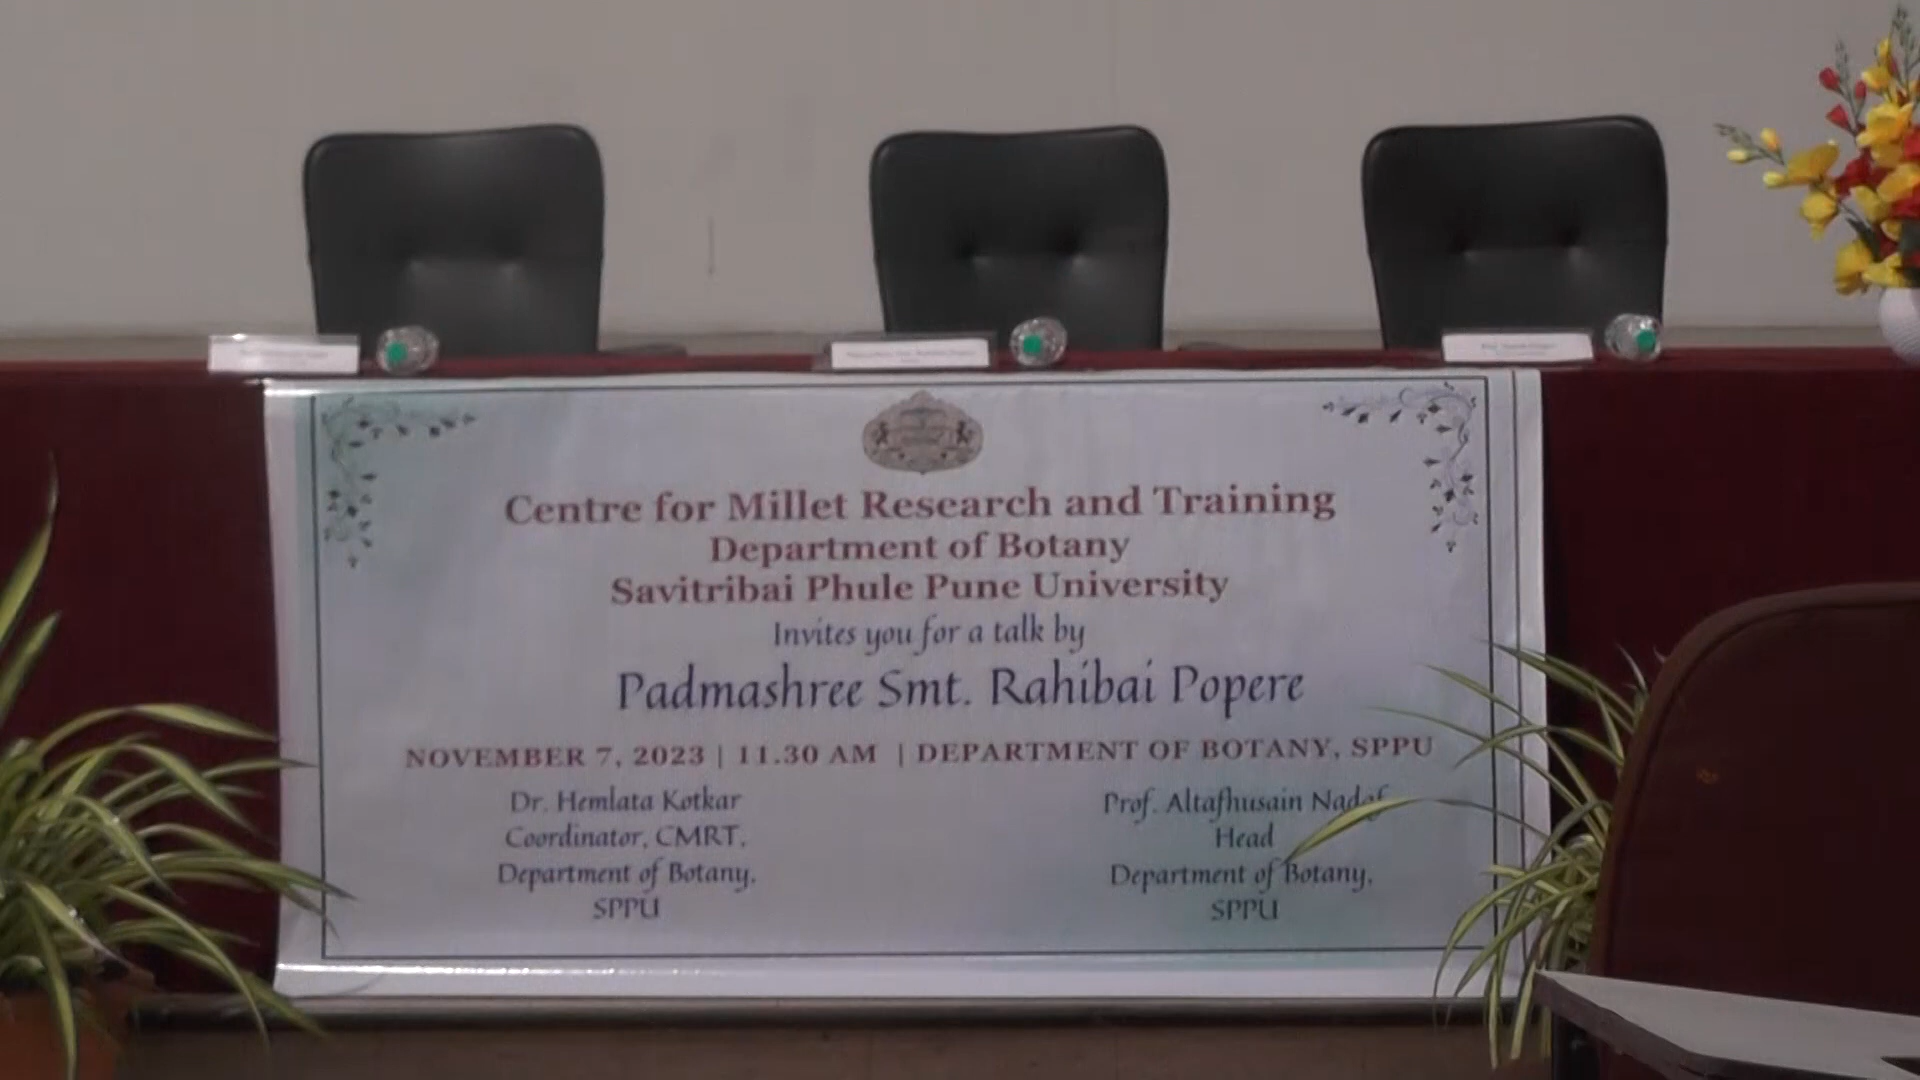 Centre for Millet Research and Training
Department of Botany
Savitribai Phule Pune University
Invites you for a talk by
Padmashree Smt. Rahibai Popere
NOVEMBER 7, 2023 | 11.30 AM | DEPARTMENT OF BOTANY, SPPU
Dr. Hemlata Kotkar
Coordinator, CMRT,
Department of Botany,
SPPU
Prof. Altafhusain Nadaf
Head
Department of Botany,
SPPU